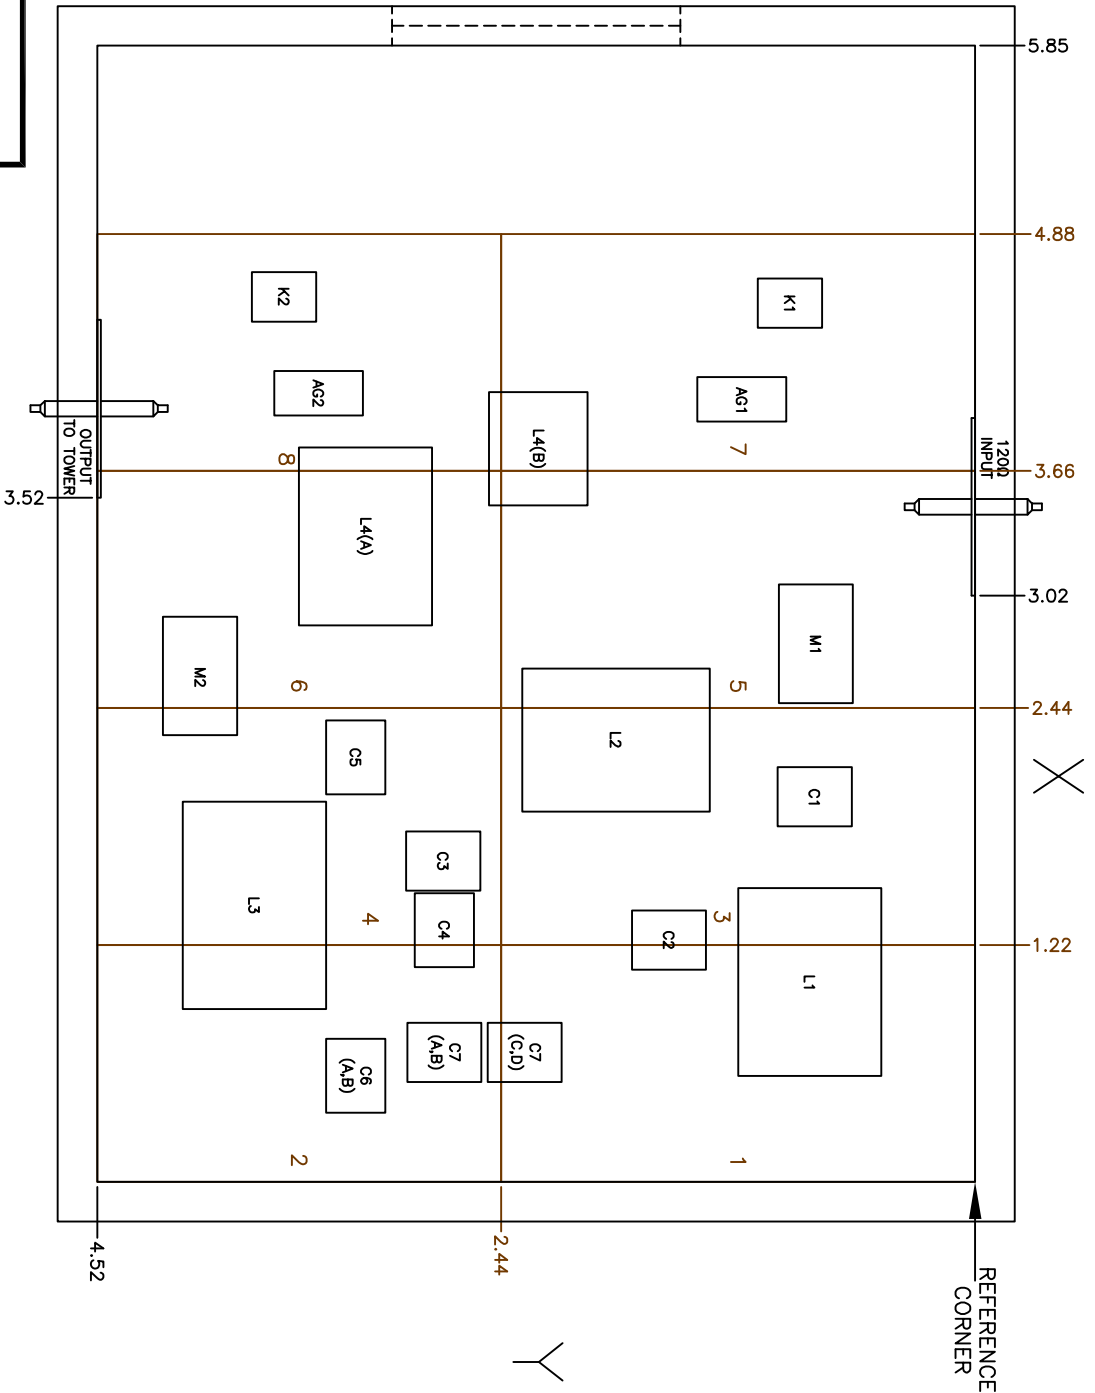 5.85
4.88
K2
K1
AG2
AG1
L4(B)
7
8
120Ω
INPUT
3.66
OUTPUT
TO TOWER
3.52
L4(A)
3.02
M1
M2
6
5
2.44
L2
C5
X
C1
C3
L3
4
C4
3
C2
1.22
L1
C7
(A,B)
C7
(C,D)
C6
(A,B)
2
1
4.52
2.44
REFERENCE
CORNER
Y